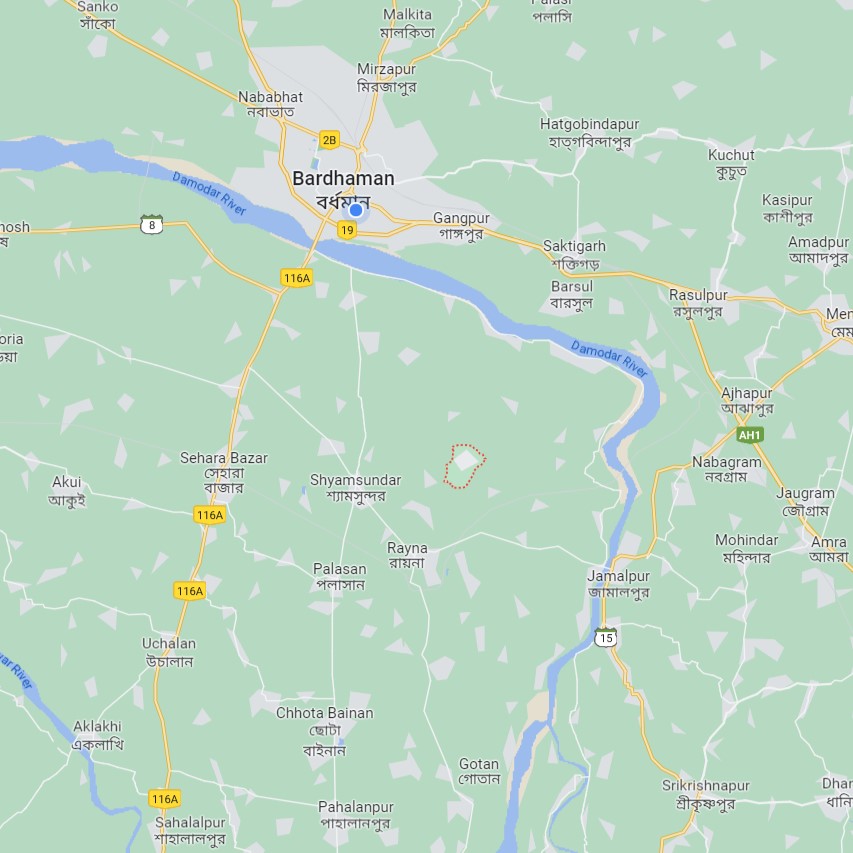 Sanko
সাঁকো
Malkita
মালকিতা
পলাসি
Mirzapur
মিরজাপুর
Nababhat
নবাভাত
2B
Hatgobindapur
হাত্গবিন্দাপুর
Kuchut
কুচুত
Bardhaman
বর্ধমান
Damodar River
Kasipur
কাশীপুর
8
19
Gangpur
গাঙ্গপুর
Amadpur
আমাদপুর
Saktigarh
শক্তিগড়
116A
Barsul
বারসুল
Rasulpur
রসুলপুর
Damodar River
Ajhapur
আঝাপুর
AH1
Sehara Bazar
সেহারা
বাজার
Nabagram
নবগ্রাম
Akui
আকুই
Shyamsundar
শ্যামসুন্দর
Jaugram
জৌগ্রাম
116A
Rayna
রায়না
Mohindar
মহিন্দার
Amra
আমরা
Palasan
পলাসান
Jamalpur
জামালপুর
116A
15
Uchalan
উচালান
Chhota Bainan
ছোটা
বাইনান
Aklakhi
একলাখি
Gotan
গোতান
Srikrishnapur
শ্রীকৃষ্ণপুর
116A
Pahalanpur
পাহালানপুর
Sahalalpur
শাহালালপুর